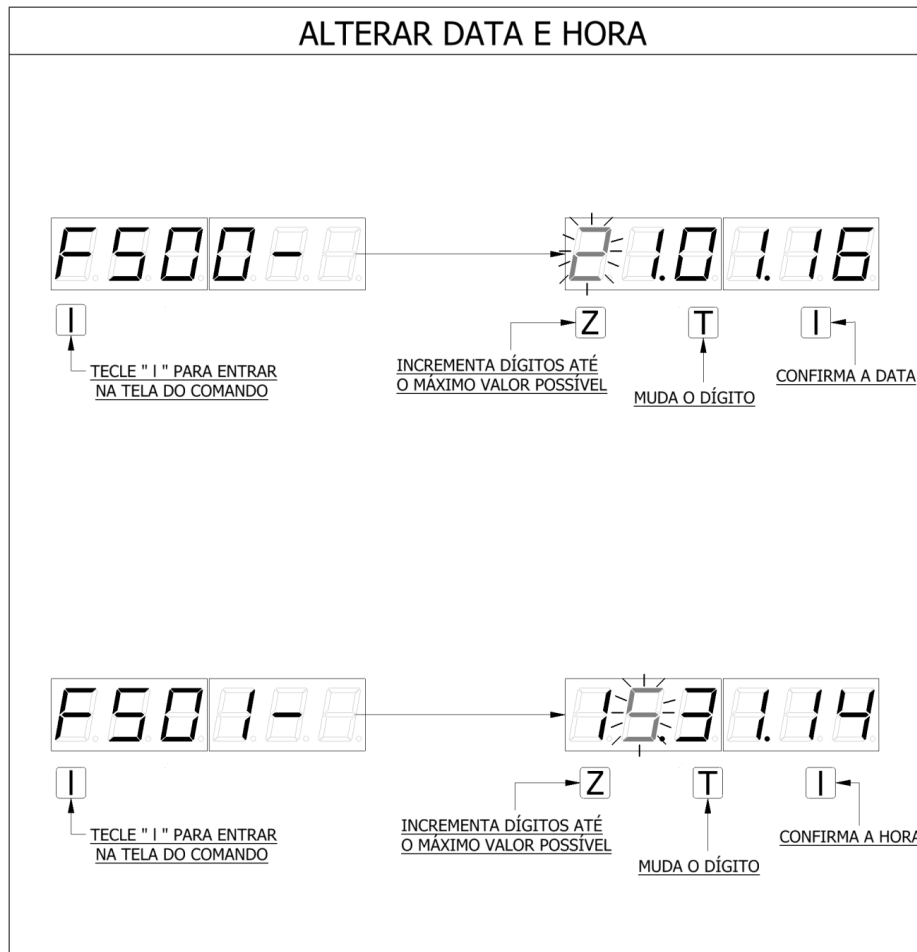 ALTERAR DATA E HORA
F500-
21.01.16
I
Z
T
I
TECLE " I " PARA ENTRAR
NA TELA DO COMANDO
INCREMENTA DÍGITOS ATÉ
O MÁXIMO VALOR POSSÍVEL
MUDA O DÍGITO
CONFIRMA A DATA
F501-
15.31.14
I
Z
T
I
TECLE " I " PARA ENTRAR
NA TELA DO COMANDO
INCREMENTA DÍGITOS ATÉ
O MÁXIMO VALOR POSSÍVEL
MUDA O DÍGITO
CONFIRMA A HORA